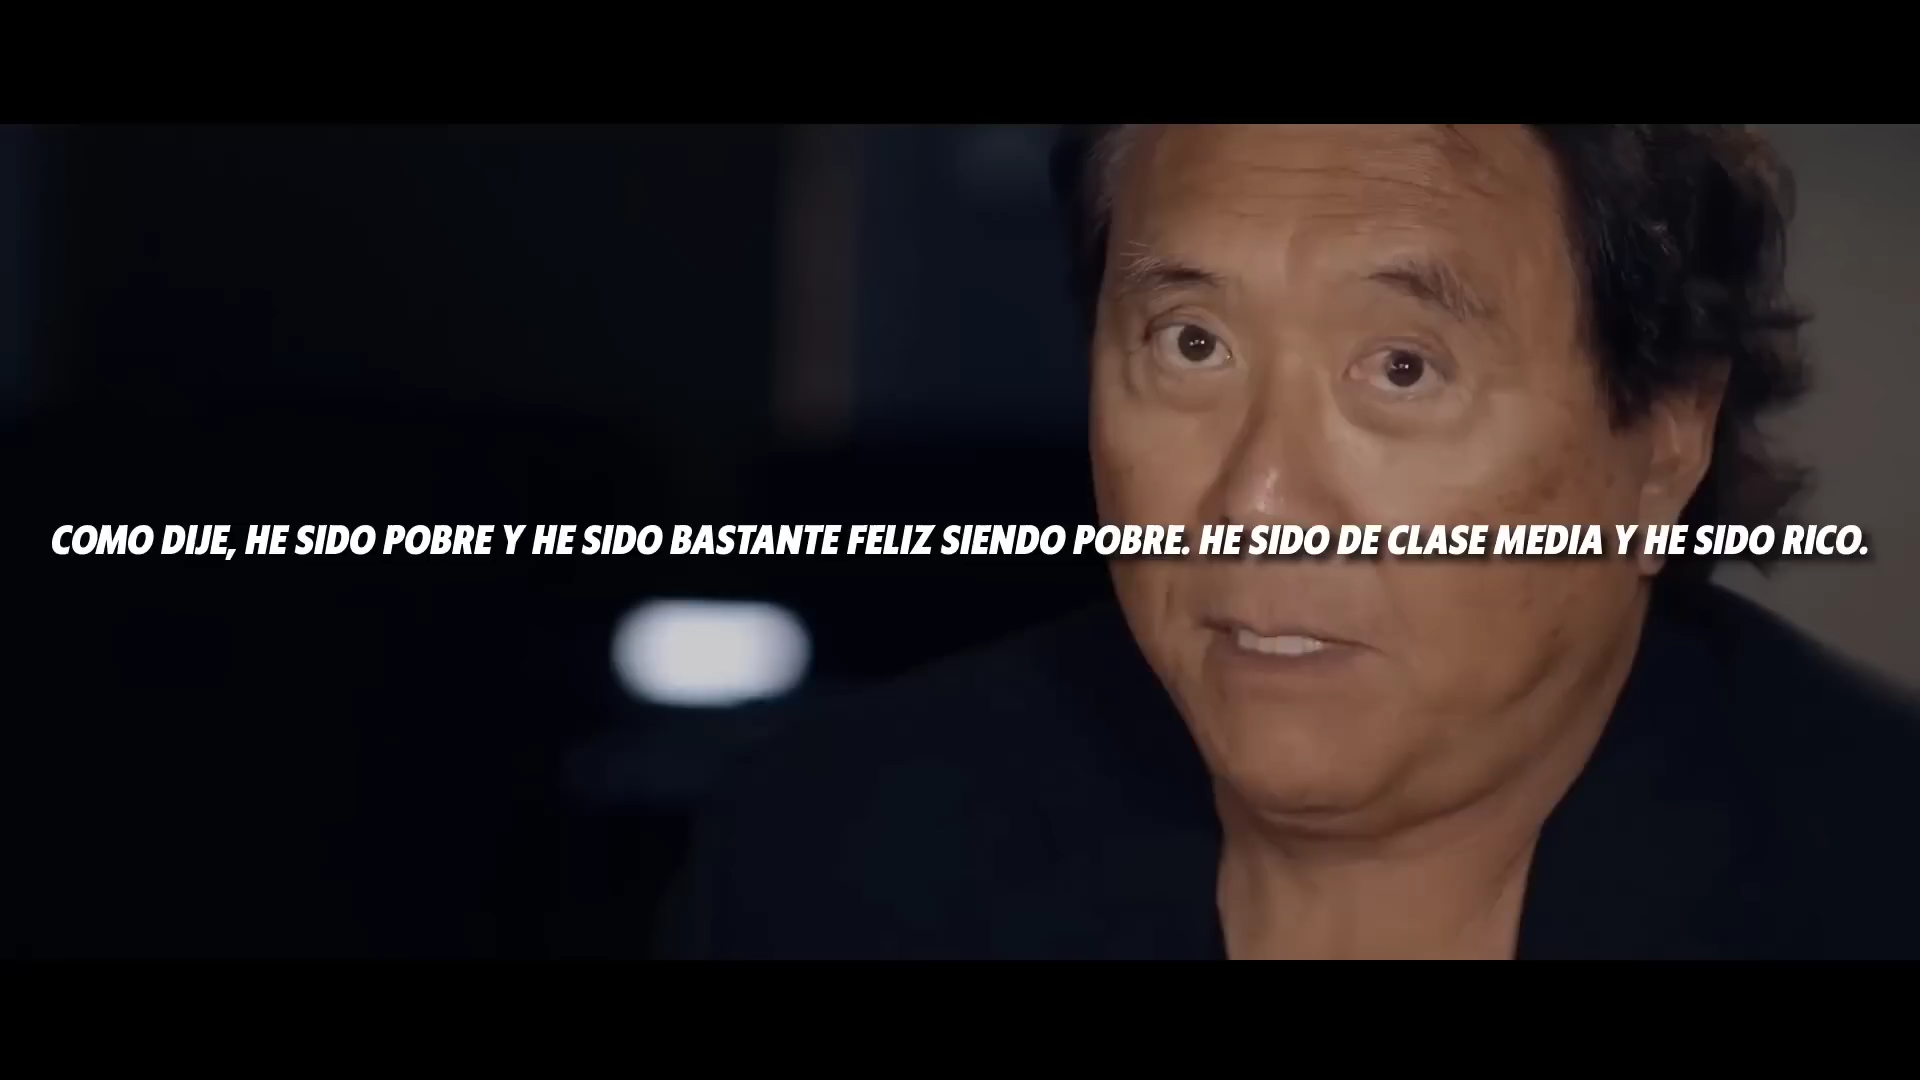 COMO DIJE, HE SIDO POBRE Y HE SIDO BASTANTE FELIZ SIENDO POBRE. HE SIDO DE CLASE MEDIA Y HE SIDO RICO.